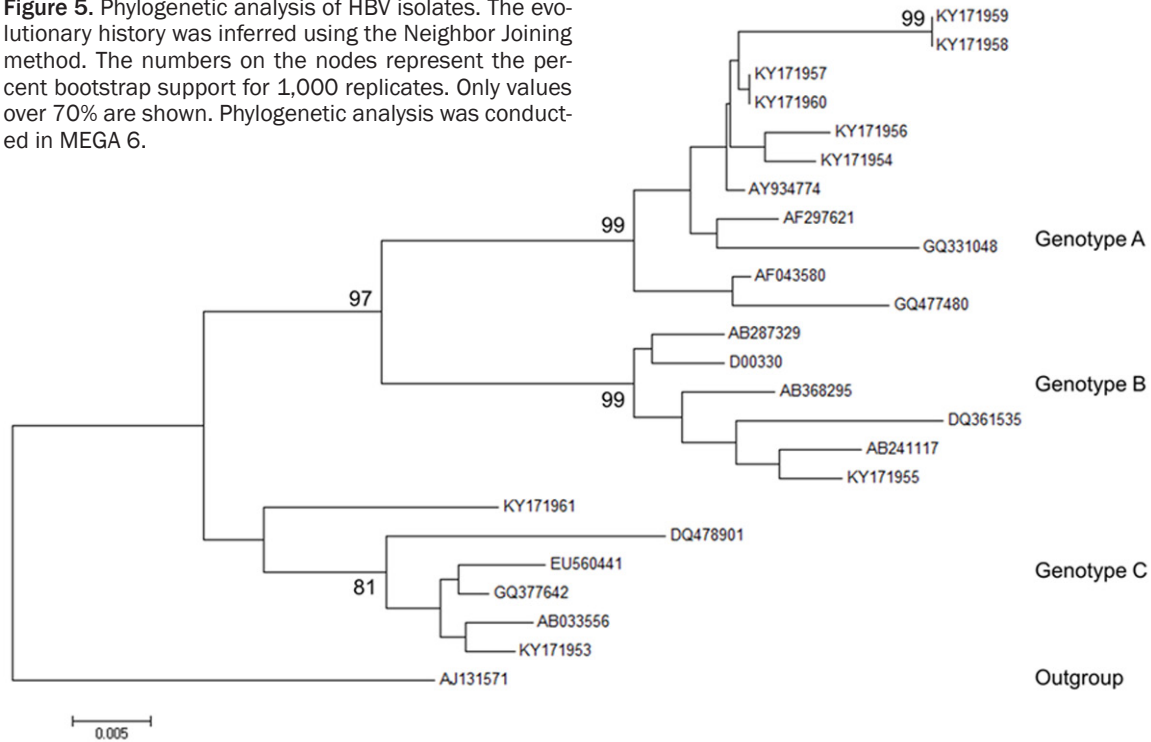 Figure 5. Phylogenetic analysis of HBV isolates. The evo-
lutionary history was inferred using the Neighbor Joining
method. The numbers on the nodes represent the per-
cent bootstrap support for 1,000 replicates. Only values
over 70% are shown. Phylogenetic analysis was conduct-
ed in MEGA 6.
99 KY171959
KY171958
KY171957
KY171960
KY171956
KY171954
AY934774
AF297621
99
GQ331048
Genotype A
AF043580
97
GQ477480
AB287329
D00330
Genotype B
AB368295
99
DQ361535
AB241117
KY171955
KY171961
DQ478901
EU560441
Genotype C
81
GQ377642
AB033556
KY171953
AJ131571
Outgroup
0.005